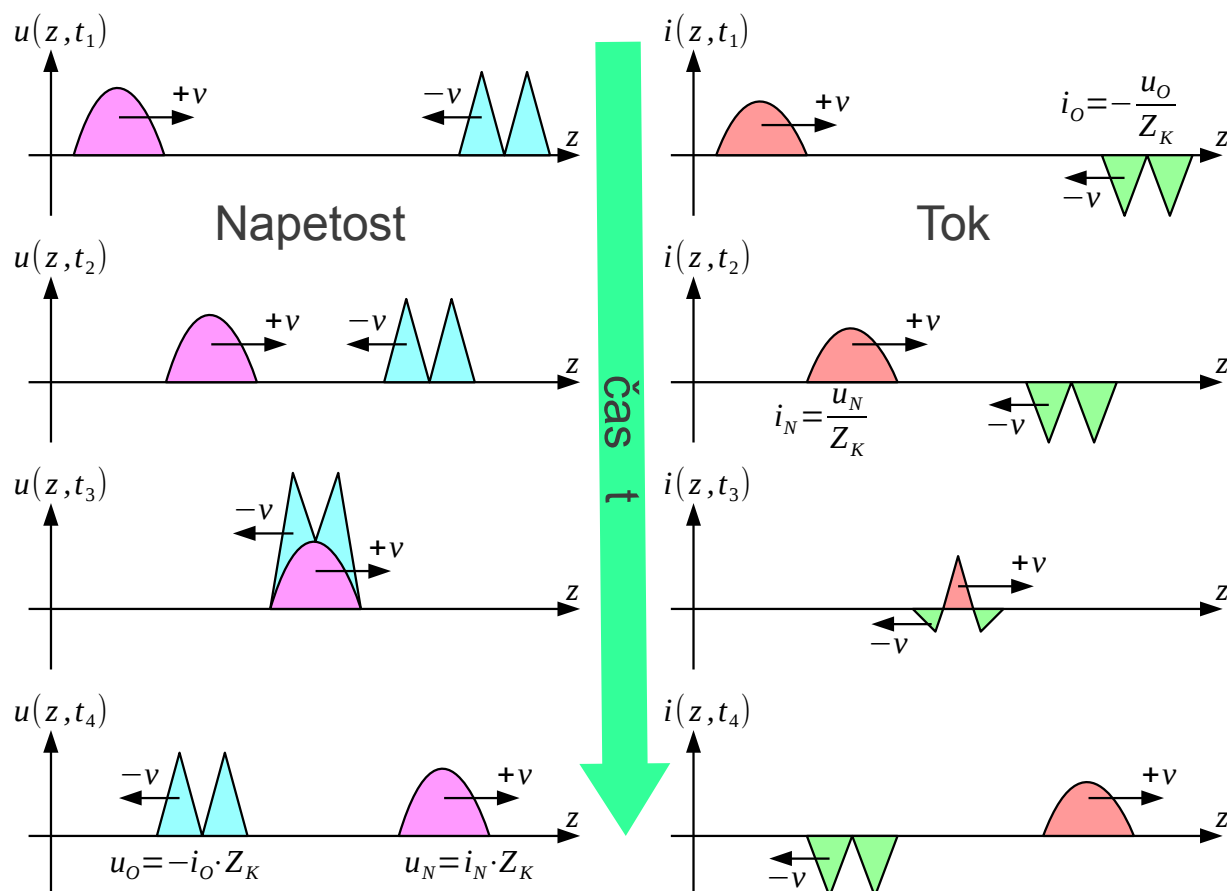 u(z,t₁)
+v
−v
z
Napetost
u(z,t₂)
+v
−v
z
u(z,t₃)
−v
+v
z
u(z,t₄)
−v
+v
z
u_O=−i_O·Z_K
u_N=i_N·Z_K
čas t
i(z,t₁)
+v
i_O=−u_O/Z_K
z
−v
Tok
i(z,t₂)
+v
z
i_N=u_N/Z_K
−v
i(z,t₃)
+v
z
−v
i(z,t₄)
+v
z
−v